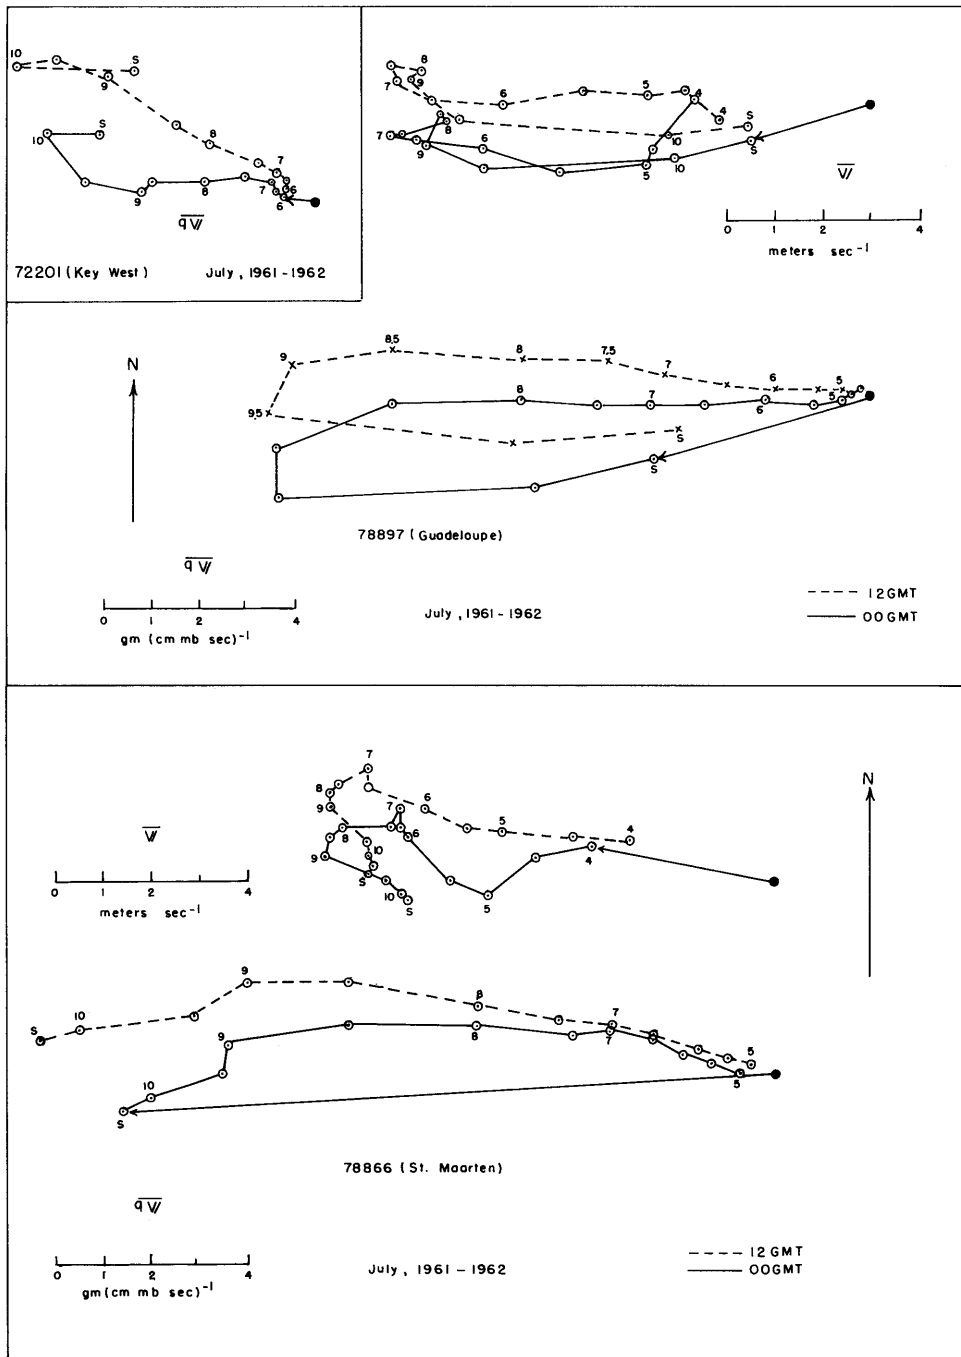 10
S
9
S
10
8
7
6
9
8
7
6
qV
72201 (Key West) July, 1961-1962
8
7
9
6
5
4
4
S
7
8
6
10
S
9
5
10
V
0 1 2 3 4
meters sec⁻¹
N
8.5
9
8
7.5
7
6
5
8
7
6
5
9.5
S
S
78897 (Guadeloupe)
qV
0 1 2 3 4
gm (cm mb sec)⁻¹
July, 1961-1962
12 GMT
00 GMT
7
8
6
9
7
5
4
8
6
9
10
4
S
10
S
5
V
0 1 2 3 4
meters sec⁻¹
N
9
8
7
10
S
5
9
8
7
5
10
S
78866 (St. Maarten)
qV
0 1 2 3 4
gm (cm mb sec)⁻¹
July, 1961-1962
12 GMT
00 GMT